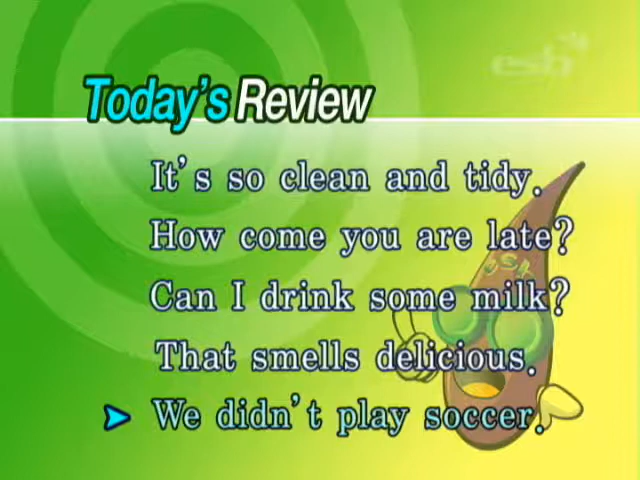 esb
Today's Review
It's so clean and tidy.
How come you are late?
Can I drink some milk?
That smells delicious.
We didn't play soccer.